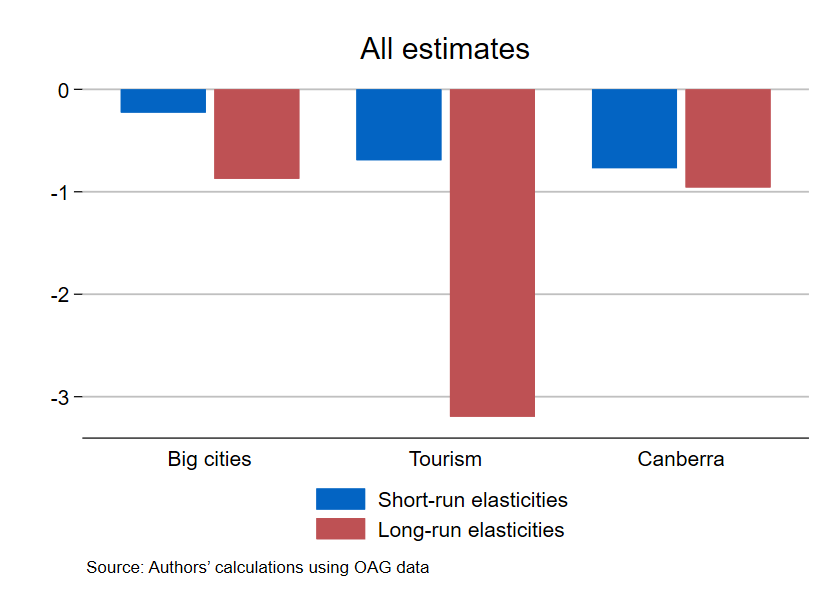 All estimates
0
-1
-2
-3
Big cities
Tourism
Canberra
Short-run elasticities
Long-run elasticities
Source: Authors’ calculations using OAG data